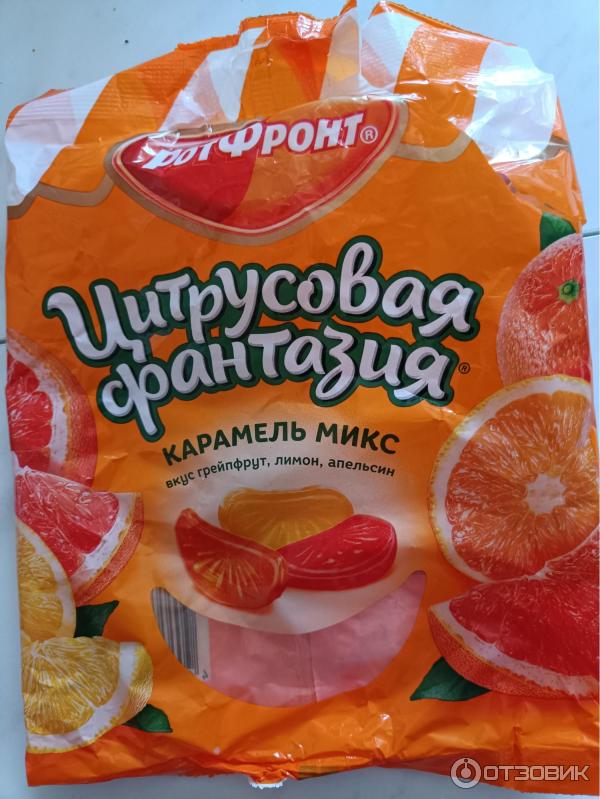 РотФронт®
Цитрусовая
фантазия®
КАРАМЕЛЬ МИКС
вкус грейпфрут, лимон, апельсин
ОТЗОВИК